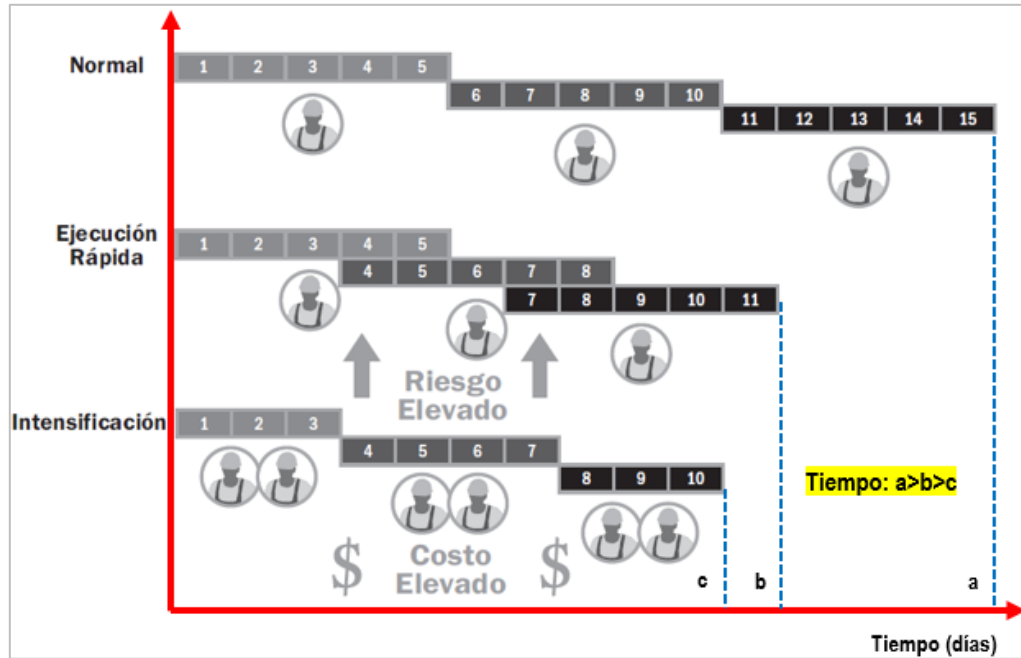 Normal
1 2 3 4 5
6 7 8 9 10
11 12 13 14 15
Ejecución
Rápida
1 2 3 4 5
4 5 6 7 8
7 8 9 10 11
Riesgo
Elevado
Intensificación
1 2 3
4 5 6 7
8 9 10
Tiempo: a>b>c
$ Costo $
Elevado
c b a
Tiempo (días)